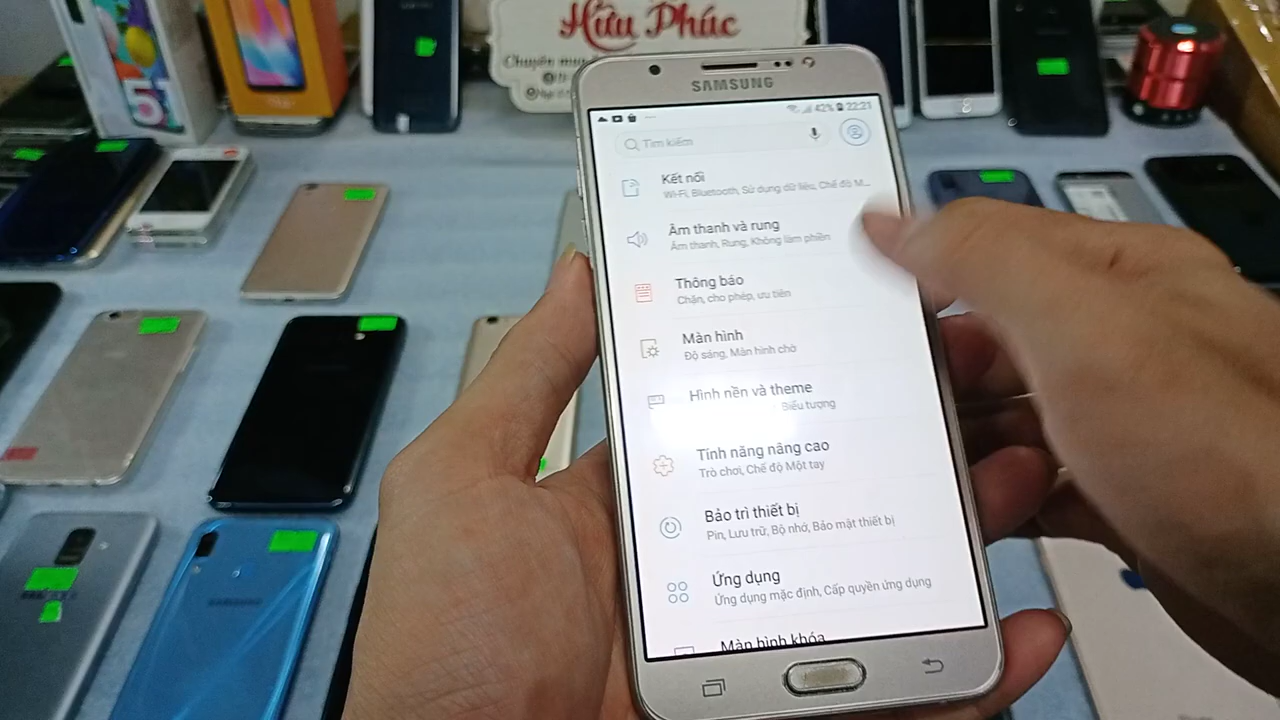 Hữu Phúc
SAMSUNG
42% 22:21
Tìm kiếm
Kết nối
Wi-Fi, Bluetooth, Sử dụng dữ liệu, Chế độ M...
Âm thanh và rung
Âm thanh, Rung, Không làm phiền
Thông báo
Chặn, cho phép, ưu tiên
Màn hình
Độ sáng, Màn hình chờ
Hình nền và theme
Biểu tượng
Tính năng nâng cao
Trò chơi, Chế độ Một tay
Bảo trì thiết bị
Pin, Lưu trữ, Bộ nhớ, Bảo mật thiết bị
Ứng dụng
Ứng dụng mặc định, Cấp quyền ứng dụng
Màn hình khóa